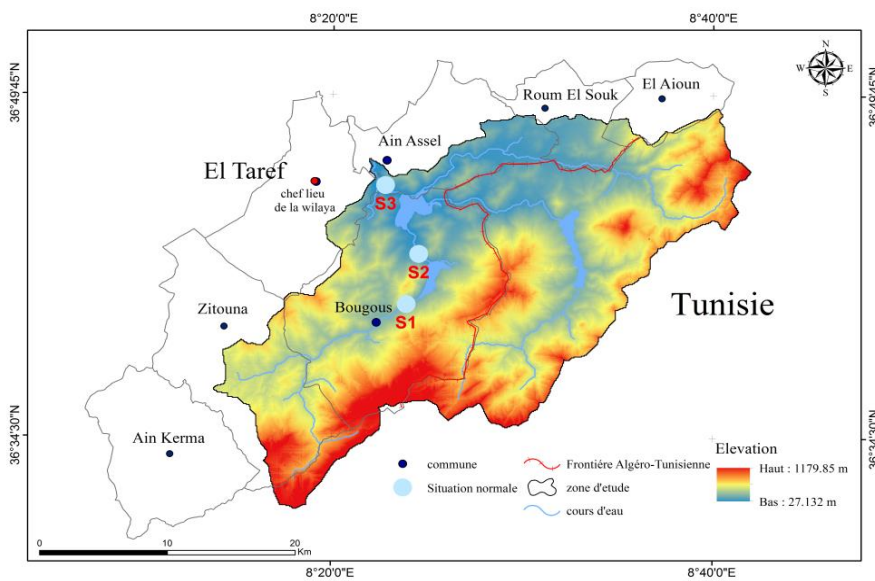 8°20'0"E
8°40'0"E
36°49'45"N
36°49'45"N
N
W
E
S
El Aioun
Roum El Souk
Ain Assel
El Taref
chef lieu
de la wilaya
S3
S2
Zitouna
Bougous
S1
Tunisie
36°34'30"N
36°34'30"N
Ain Kerma
commune
Situation normale
Frontiére Algéro-Tunisienne
zone d'etude
cours d'eau
Elevation
Haut : 1179.85 m
Bas : 27.132 m
0
10
20
Km
8°20'0"E
8°40'0"E